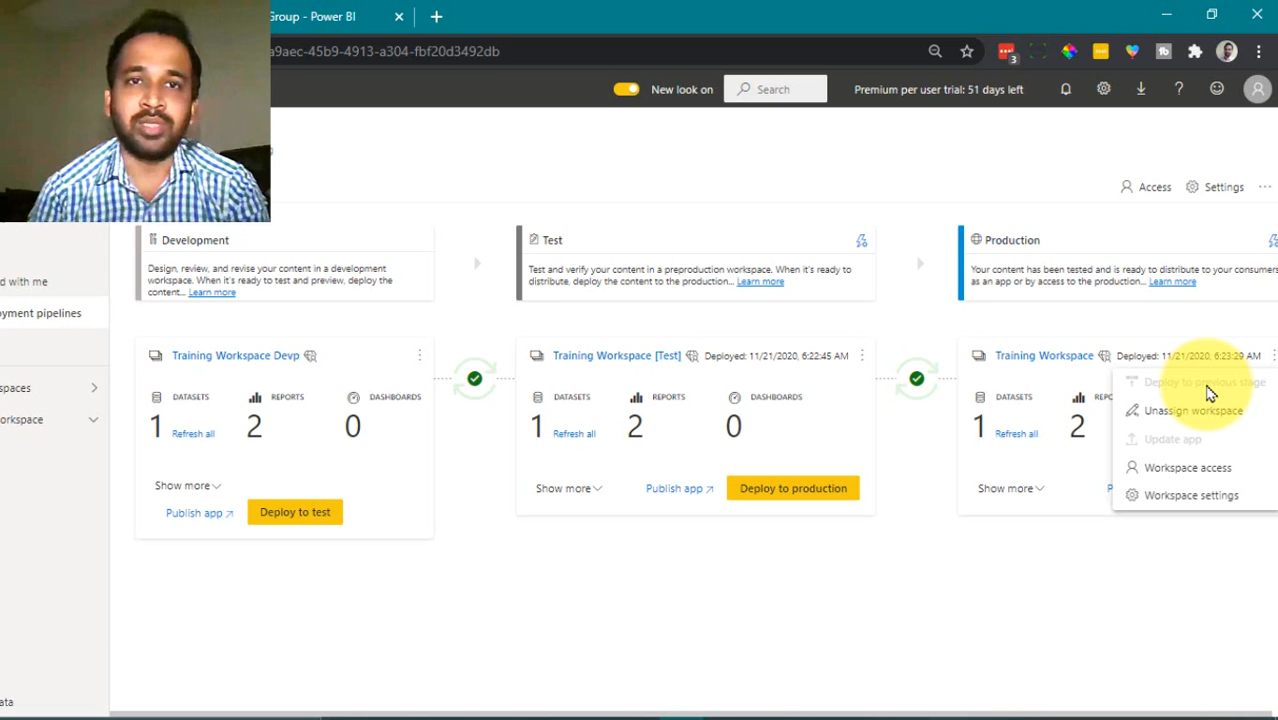 Group - Power BI
a9aec-45b9-4913-a304-fbf20d3492db
3
New look on
Search
Premium per user trial: 51 days left
Access
Settings
Development
Design, review, and revise your content in a development
workspace. When it's ready to test and preview, deploy the
content... Learn more
Test
Test and verify your content in a preproduction workspace. When it's ready to
distribute, deploy the content to the production... Learn more
Production
Your content has been tested and is ready to distribute to your consumers
as an app or by access to the production... Learn more
d with me
yment pipelines
paces
orkspace
ata
Training Workspace Devp
DATASETS
REPORTS
DASHBOARDS
1
Refresh all
2
0
Show more
Publish app
Deploy to test
Training Workspace [Test]
Deployed: 11/21/2020, 6:22:45 AM
DATASETS
REPORTS
DASHBOARDS
1
Refresh all
2
0
Show more
Publish app
Deploy to production
Training Workspace
Deployed: 11/21/2020, 6:23:29 AM
DATASETS
REPO
1
Refresh all
2
Show more
P
Deploy to previous stage
Unassign workspace
Update app
Workspace access
Workspace settings